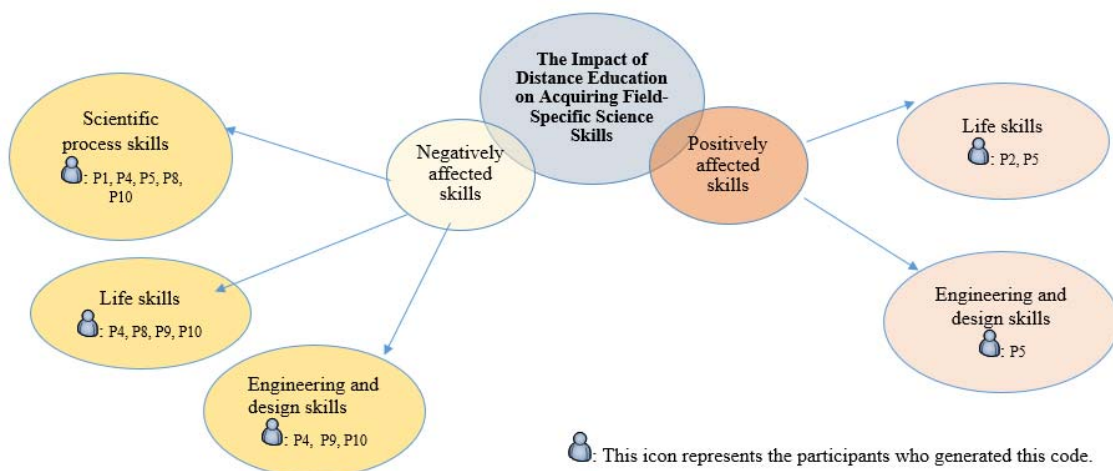 The Impact of
Distance Education
on Acquiring Field-
Specific Science
Skills
Negatively
affected
skills
Positively
affected
skills
Scientific
process skills
: P1, P4, P5, P8,
P10
Life skills
: P4, P8, P9, P10
Engineering and
design skills
: P4, P9, P10
Life skills
: P2, P5
Engineering and
design skills
: P5
: This icon represents the participants who generated this code.